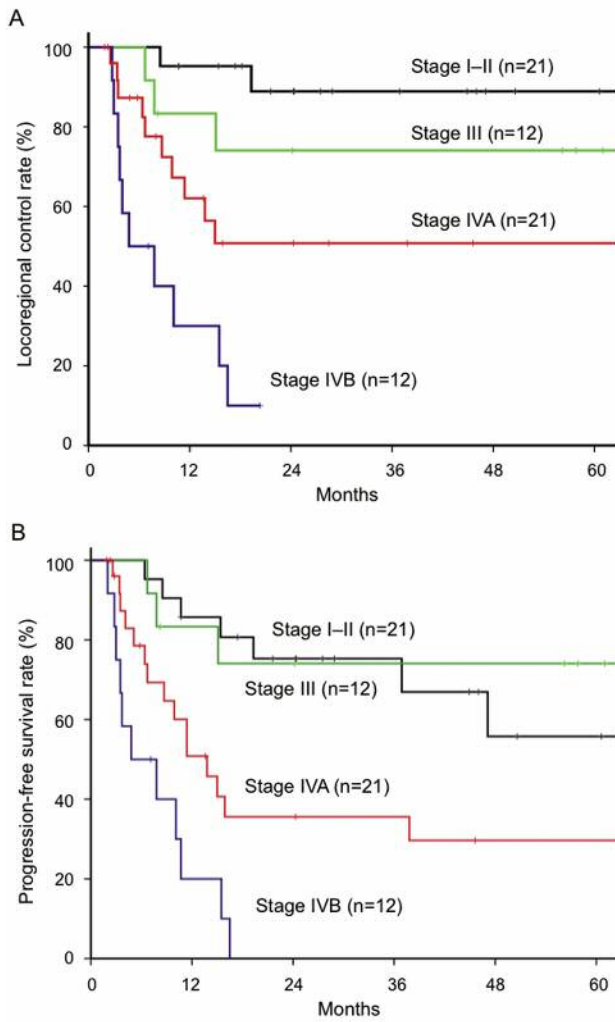 A
Locoregional control rate (%)
100
80
60
40
20
0
Stage I–II (n=21)
Stage III (n=12)
Stage IVA (n=21)
Stage IVB (n=12)
0 12 24 36 48 60
Months
B
Progression-free survival rate (%)
100
80
60
40
20
0
Stage I–II (n=21)
Stage III (n=12)
Stage IVA (n=21)
Stage IVB (n=12)
0 12 24 36 48 60
Months